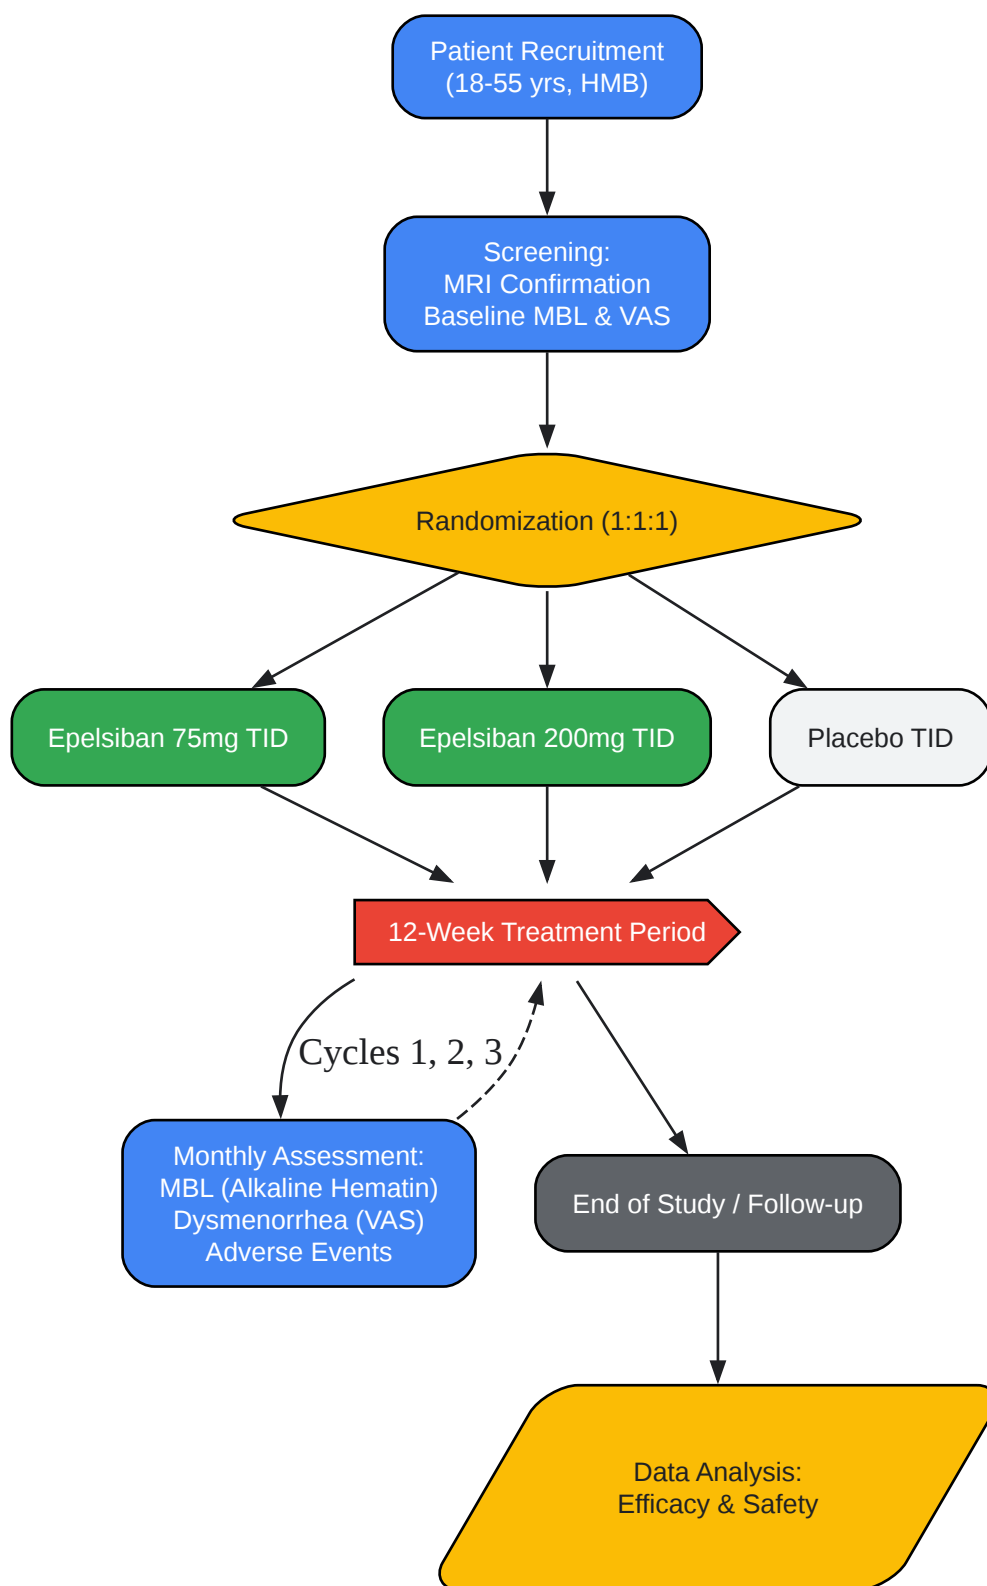 Patient Recruitment
(18-55 yrs, HMB)
Screening:
MRI Confirmation
Baseline MBL & VAS
Randomization (1:1:1)
Epelsiban 75mg TID
Epelsiban 200mg TID
Placebo TID
12-Week Treatment Period
Cycles 1, 2, 3
Monthly Assessment:
MBL (Alkaline Hematin)
Dysmenorrhea (VAS)
Adverse Events
End of Study / Follow-up
Data Analysis:
Efficacy & Safety